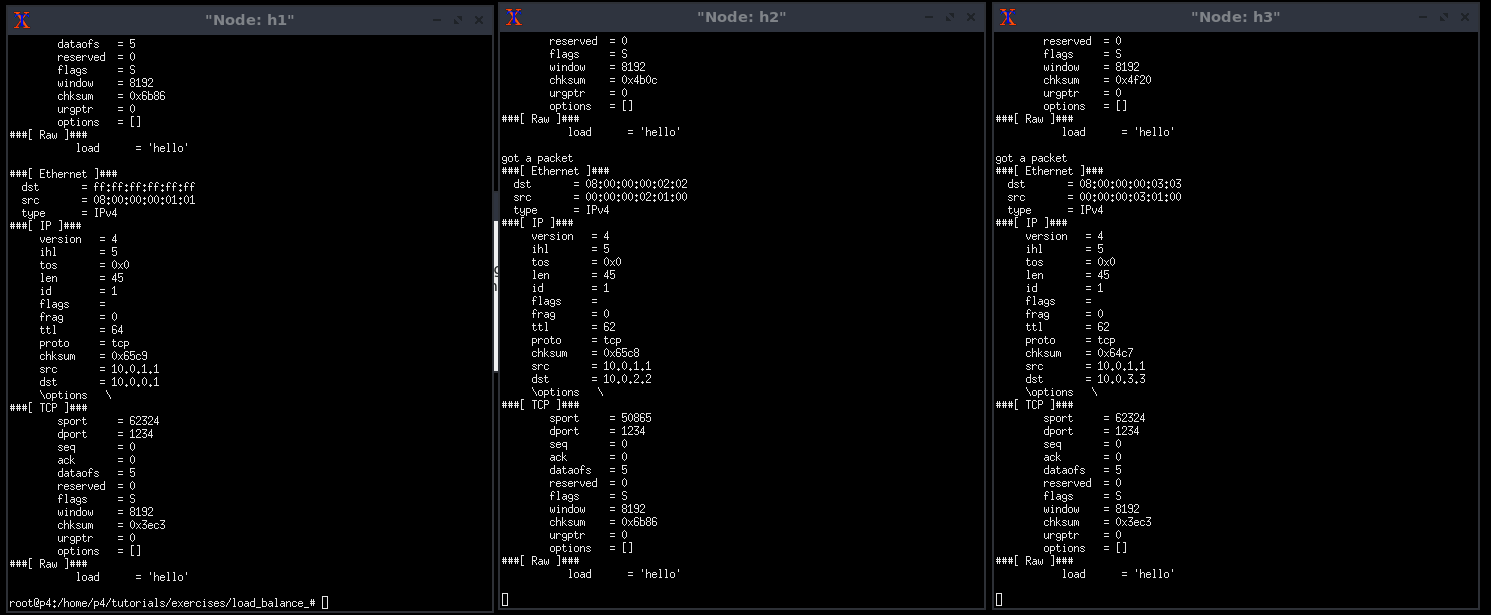 "Node: h1"
dataofs = 5
reserved = 0
flags = S
window = 8192
chksum = 0x6b86
urgptr = 0
options = []
###[ Raw ]###
load = 'hello'
###[ Ethernet ]###
dst = ff:ff:ff:ff:ff:ff
src = 08:00:00:00:01:01
type = IPv4
###[ IP ]###
version = 4
ihl = 5
tos = 0x0
len = 45
id = 1
flags =
frag = 0
ttl = 64
proto = tcp
chksum = 0x65c9
src = 10.0.1.1
dst = 10.0.0.1
\options \
###[ TCP ]###
sport = 62324
dport = 1234
seq = 0
ack = 0
dataofs = 5
reserved = 0
flags = S
window = 8192
chksum = 0x3ec3
urgptr = 0
options = []
###[ Raw ]###
load = 'hello'
root@p4:/home/p4/tutorials/exercises/load_balance_#
"Node: h2"
reserved = 0
flags = S
window = 8192
chksum = 0x4b0c
urgptr = 0
options = []
###[ Raw ]###
load = 'hello'
got a packet
###[ Ethernet ]###
dst = 08:00:00:00:02:02
src = 00:00:00:02:01:00
type = IPv4
###[ IP ]###
version = 4
ihl = 5
tos = 0x0
len = 45
id = 1
flags =
frag = 0
ttl = 62
proto = tcp
chksum = 0x65c8
src = 10.0.1.1
dst = 10.0.2.2
\options \
###[ TCP ]###
sport = 50865
dport = 1234
seq = 0
ack = 0
dataofs = 5
reserved = 0
flags = S
window = 8192
chksum = 0x6b86
urgptr = 0
options = []
###[ Raw ]###
load = 'hello'
"Node: h3"
reserved = 0
flags = S
window = 8192
chksum = 0x4f20
urgptr = 0
options = []
###[ Raw ]###
load = 'hello'
got a packet
###[ Ethernet ]###
dst = 08:00:00:00:03:03
src = 00:00:00:03:01:00
type = IPv4
###[ IP ]###
version = 4
ihl = 5
tos = 0x0
len = 45
id = 1
flags =
frag = 0
ttl = 62
proto = tcp
chksum = 0x64c7
src = 10.0.1.1
dst = 10.0.3.3
\options \
###[ TCP ]###
sport = 62324
dport = 1234
seq = 0
ack = 0
dataofs = 5
reserved = 0
flags = S
window = 8192
chksum = 0x3ec3
urgptr = 0
options = []
###[ Raw ]###
load = 'hello'